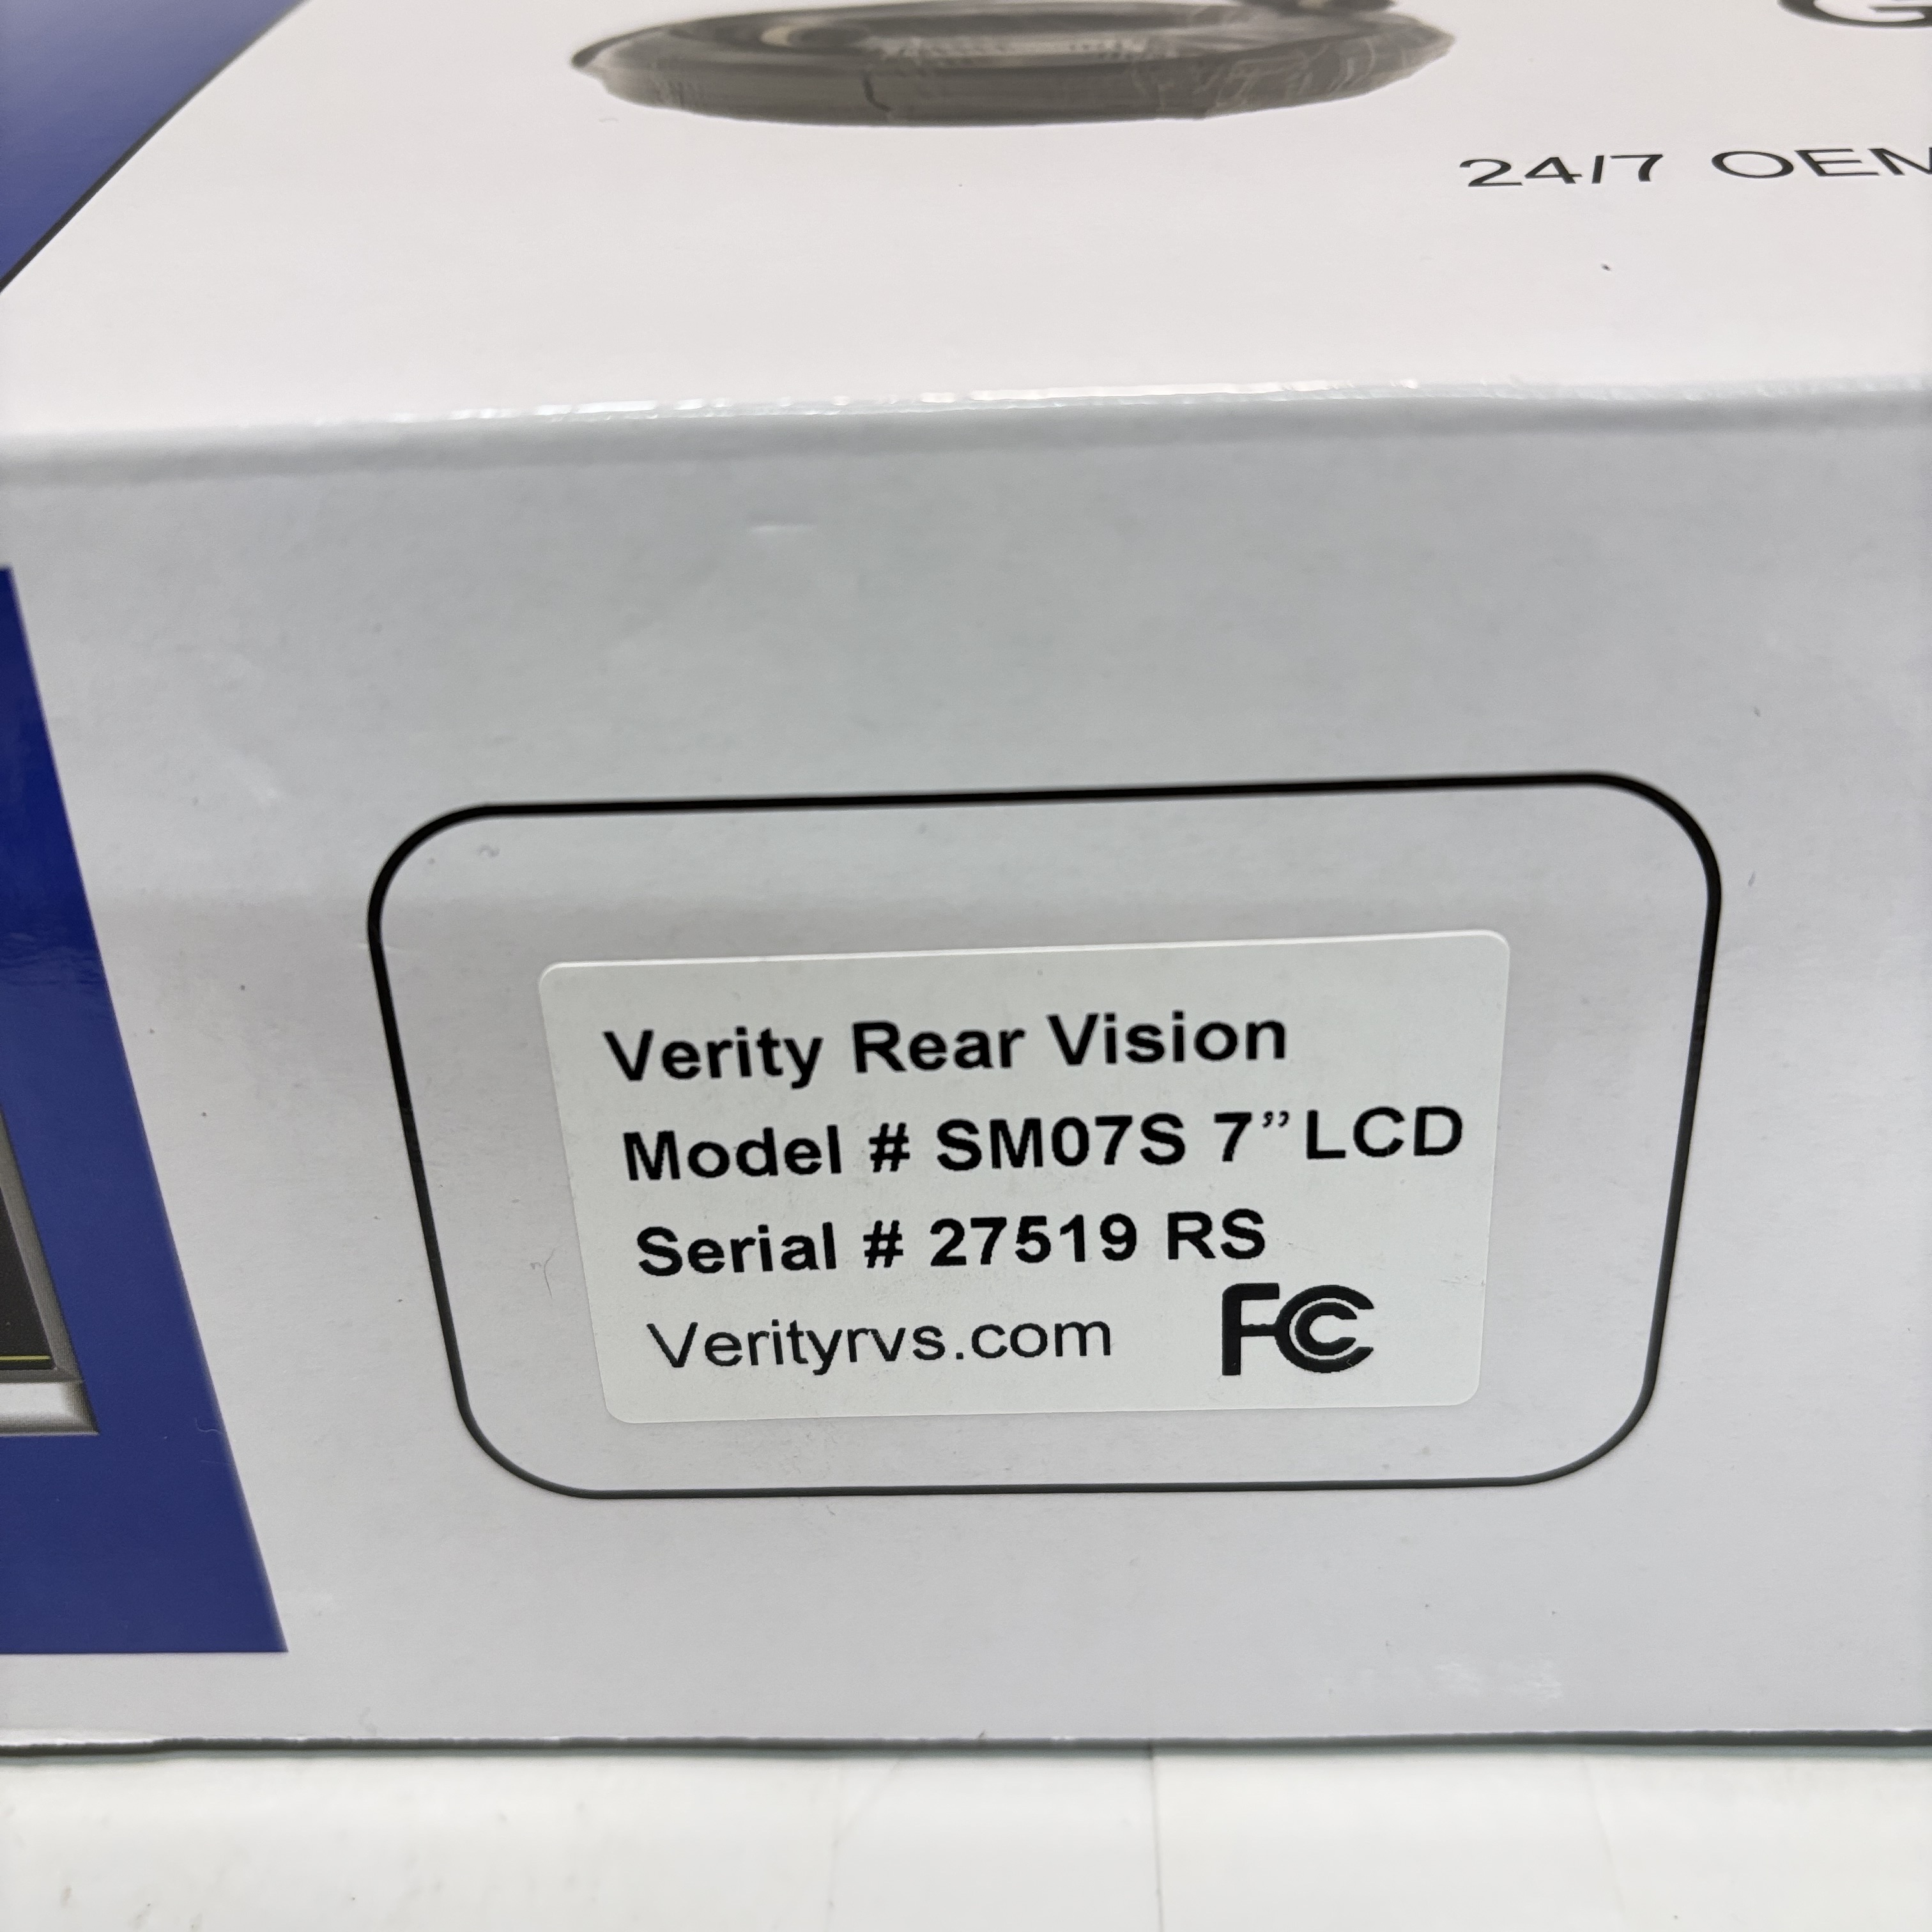 24/7 OEM
Verity Rear Vision
Model # SM07S 7” LCD
Serial # 27519 RS
Verityrvs.com FC